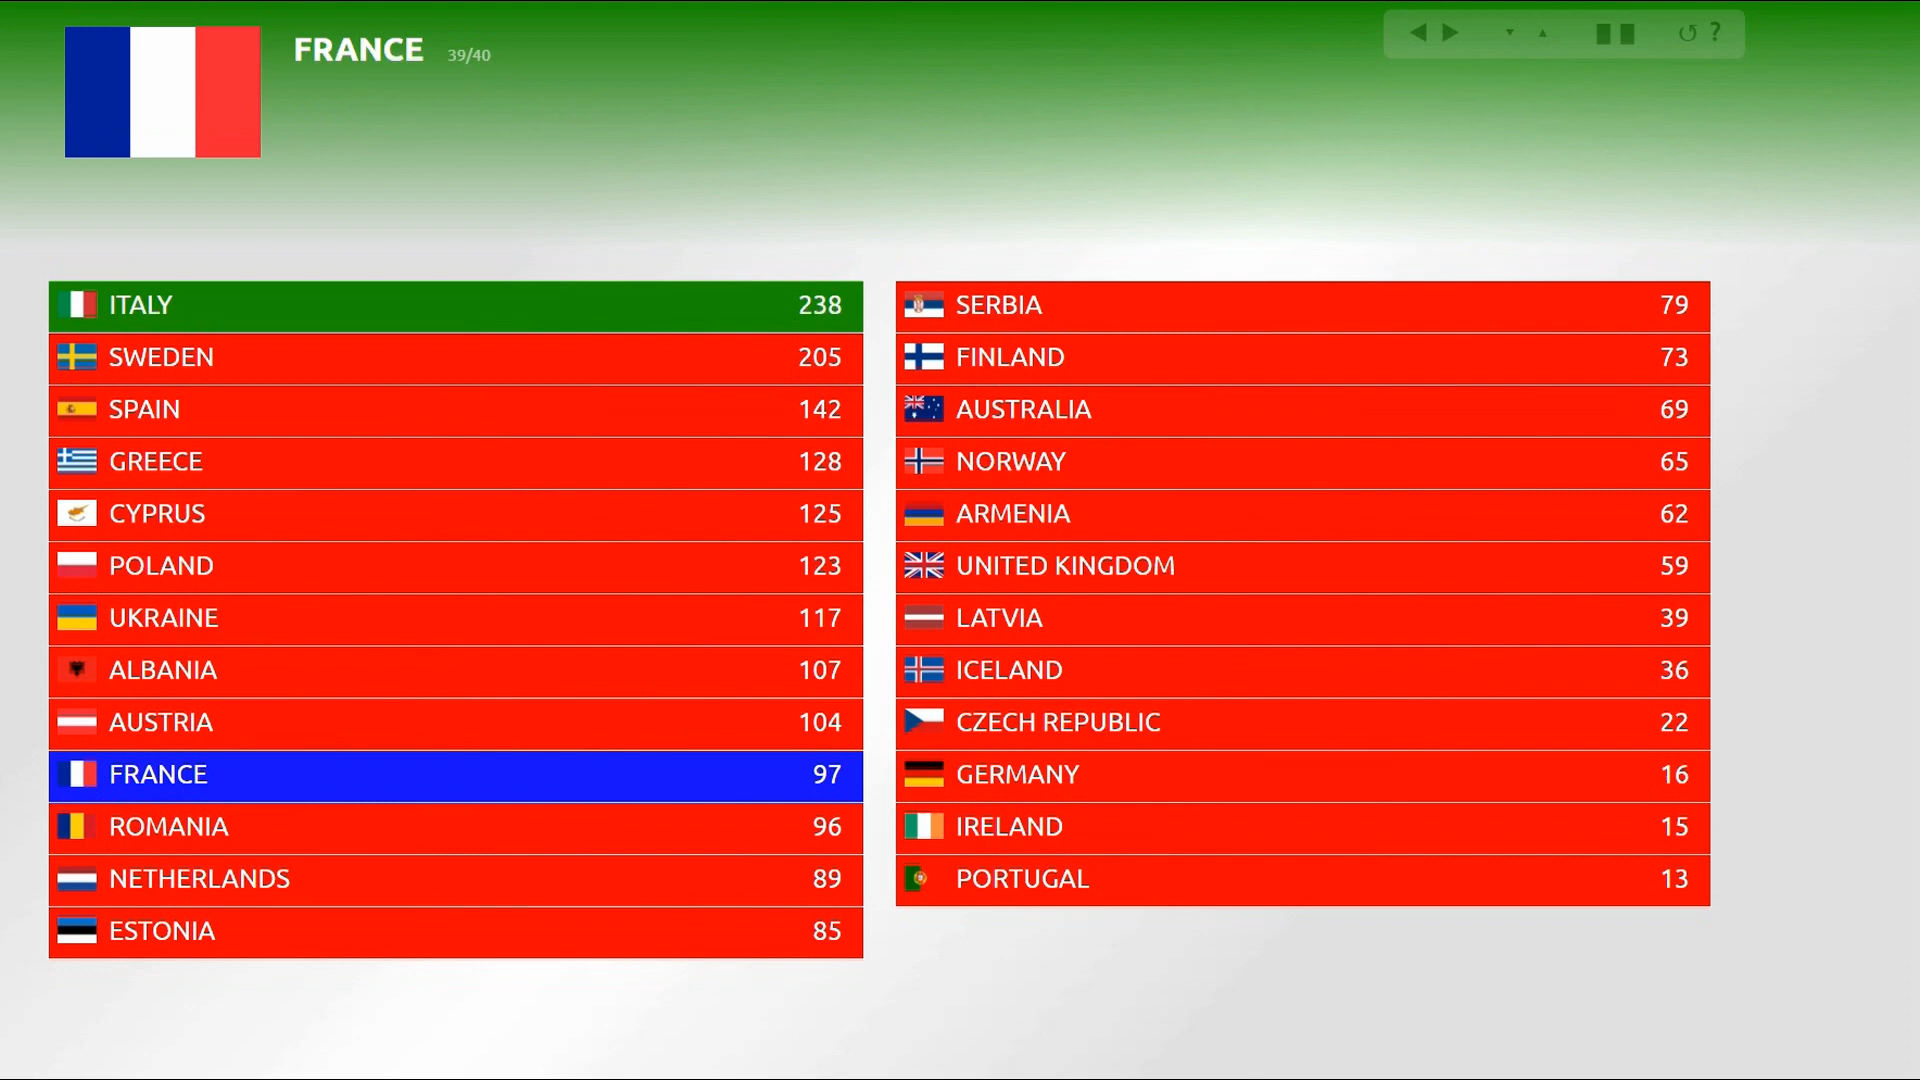 FRANCE 39/40
?
ITALY 238
SWEDEN 205
SPAIN 142
GREECE 128
CYPRUS 125
POLAND 123
UKRAINE 117
ALBANIA 107
AUSTRIA 104
FRANCE 97
ROMANIA 96
NETHERLANDS 89
ESTONIA 85
SERBIA 79
FINLAND 73
AUSTRALIA 69
NORWAY 65
ARMENIA 62
UNITED KINGDOM 59
LATVIA 39
ICELAND 36
CZECH REPUBLIC 22
GERMANY 16
IRELAND 15
PORTUGAL 13